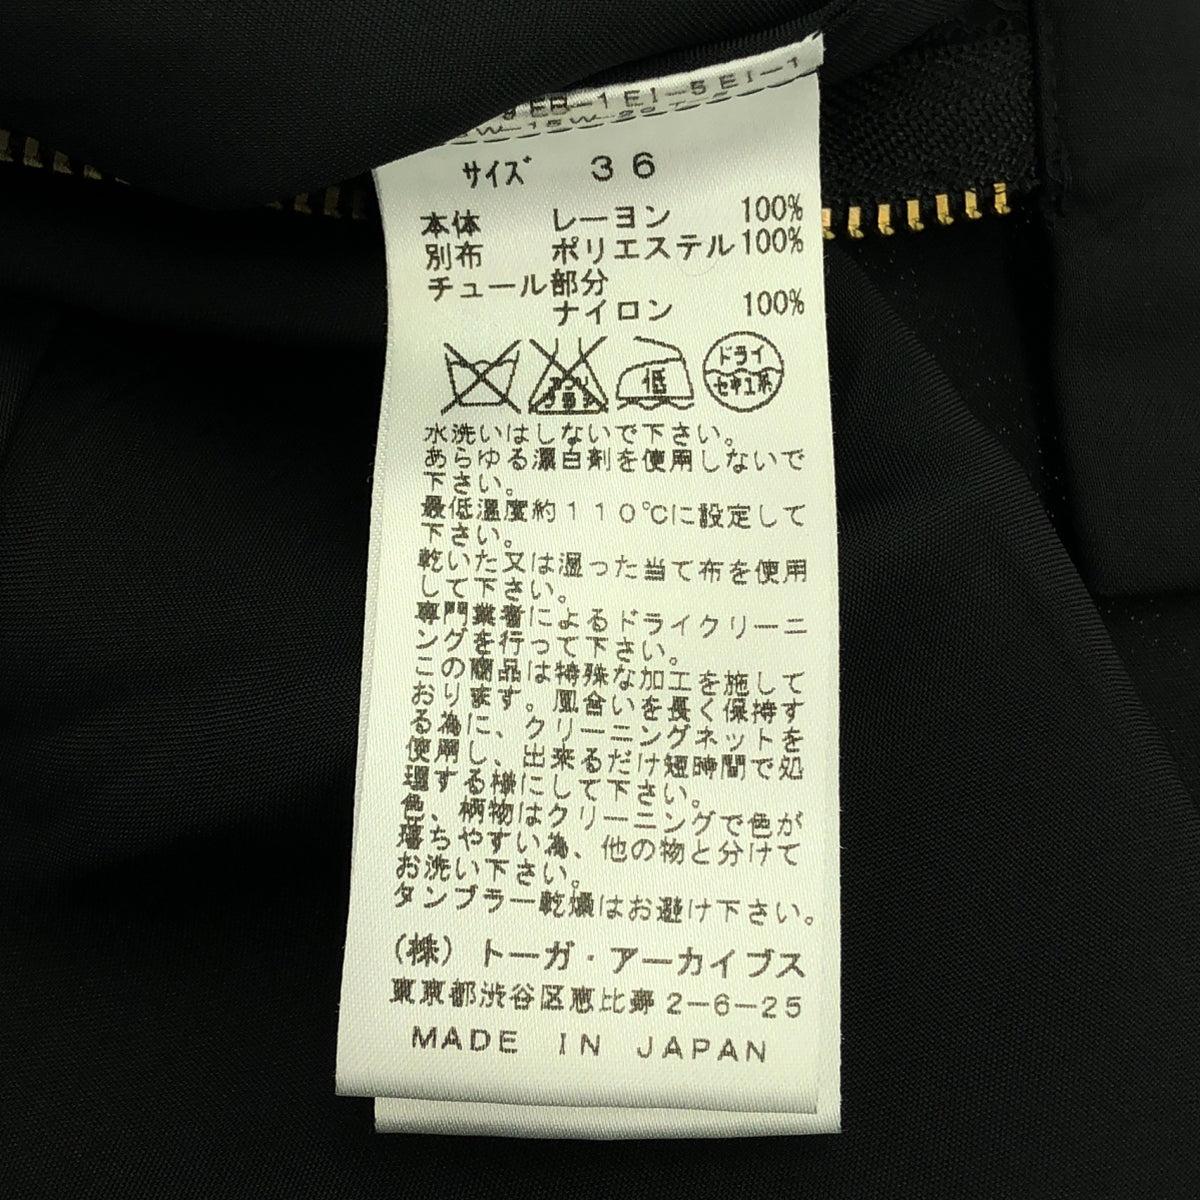 9EB-1EI-5EI-1
サイズ 36
本体 レーヨン 100%
別布 ポリエステル 100%
チュール部分
ナイロン 100%
エンソ サラシ 低 ドライ セキユ系
水洗いはしないで下さい。
あらゆる漂白剤を使用しないで
下さい。
最低温度約110℃に設定して
下さい。
乾いた又は湿った当て布を使用
して下さい。
専門業者によるドライクリーニ
ングを行って下さい。
この商品は特殊な加工を施して
おります。風合いを長く保持す
る為に、クリーニングネットを
使用し、出来るだけ短時間で処
理する様にして下さい。
色、柄物はクリーニングで色が
落ちやすい為、他の物と分けて
お洗い下さい。
タンブラー乾燥はお避け下さい。
(株)トーガ・アーカイブス
東京都渋谷区恵比寿2-6-25
MADE IN JAPAN